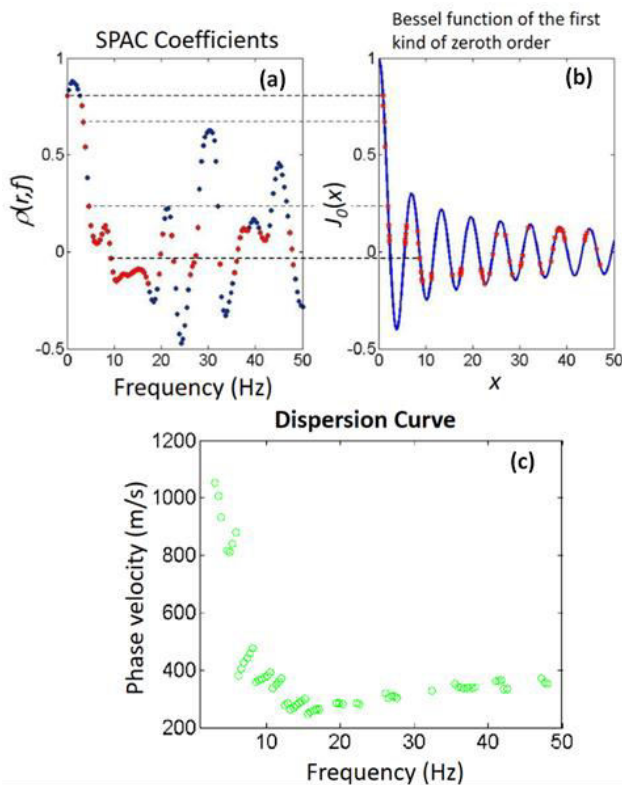 SPAC Coefficients
Bessel function of the first
kind of zeroth order
(a)
(b)
1
0.5
0
-0.5
ρ(r,f)
0 10 20 30 40 50
Frequency (Hz)
1
0.5
0
-0.5
J0(x)
0 10 20 30 40 50
x
Dispersion Curve
(c)
1200
1000
800
600
400
200
Phase velocity (m/s)
10 20 30 40 50
Frequency (Hz)